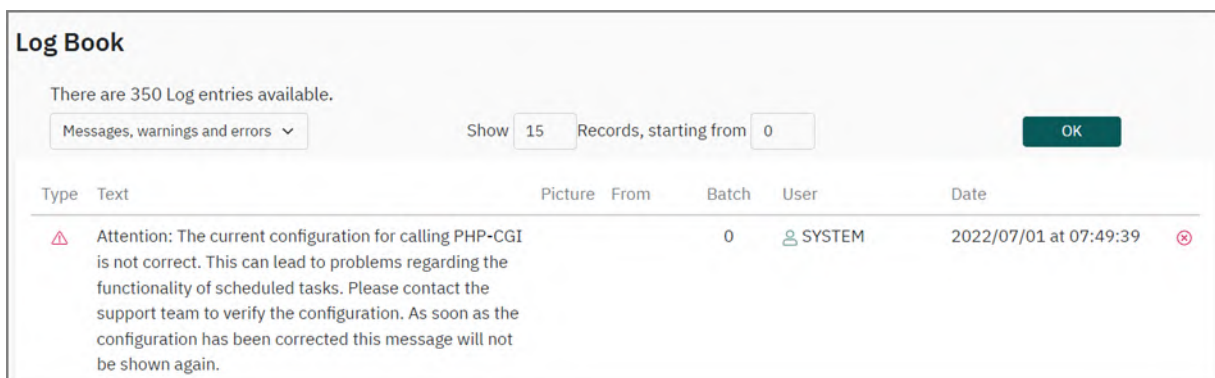 Log Book
There are 350 Log entries available.
Messages, warnings and errors Show 15 Records, starting from 0 OK
Type Text Picture From Batch User Date
Attention: The current configuration for calling PHP-CGI 0 SYSTEM 2022/07/01 at 07:49:39
is not correct. This can lead to problems regarding the
functionality of scheduled tasks. Please contact the
support team to verify the configuration. As soon as the
configuration has been corrected this message will not
be shown again.